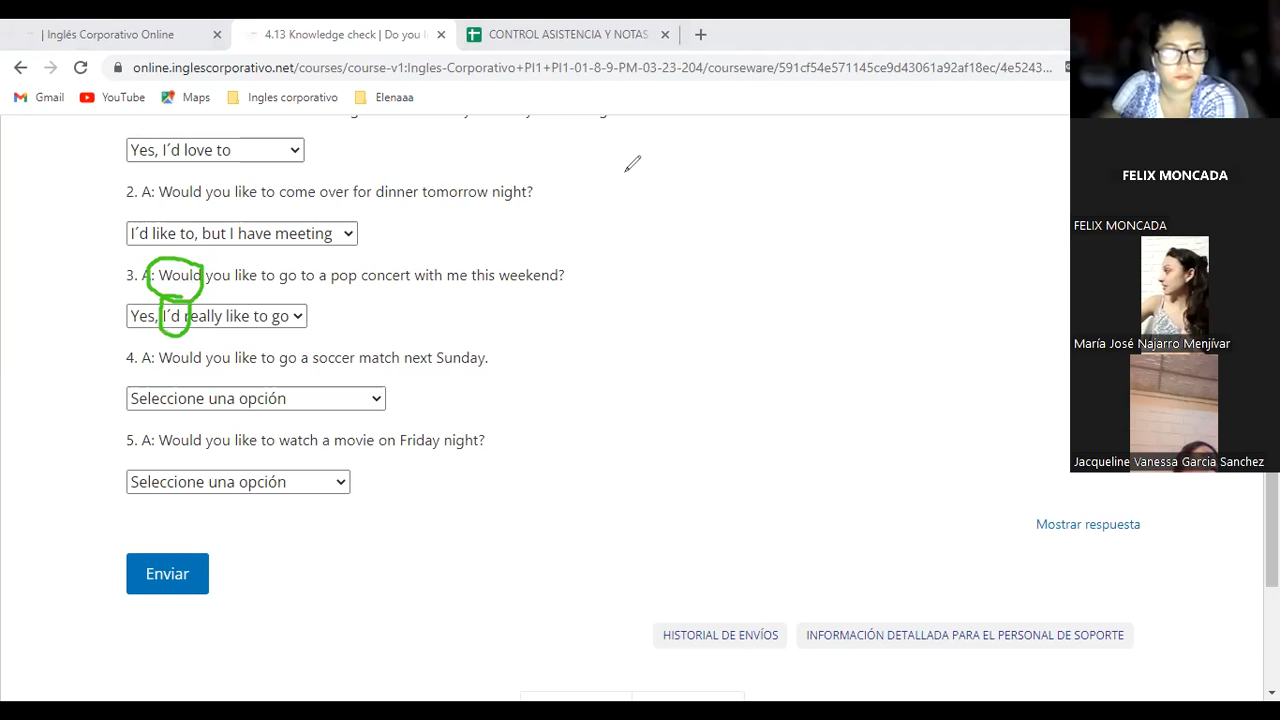 | Inglés Corporativo Online
4.13 Knowledge check | Do you l
CONTROL ASISTENCIA Y NOTAS
online.inglescorporativo.net/courses/course-v1:Ingles-Corporativo+PI1+PI1-01-8-9-PM-03-23-204/courseware/591cf54e571145ce9d43061a92af18ec/4e5243...
Gmail YouTube Maps Ingles corporativo Elenaaa
Yes, I´d love to
2. A: Would you like to come over for dinner tomorrow night?
I´d like to, but I have meeting
3. A: Would you like to go to a pop concert with me this weekend?
Yes, I´d really like to go
4. A: Would you like to go a soccer match next Sunday.
Seleccione una opción
5. A: Would you like to watch a movie on Friday night?
Seleccione una opción
Mostrar respuesta
Enviar
HISTORIAL DE ENVÍOS
INFORMACIÓN DETALLADA PARA EL PERSONAL DE SOPORTE
FELIX MONCADA
FELIX MONCADA
María José Najarro Menjívar
Jacqueline Vanessa Garcia Sanchez